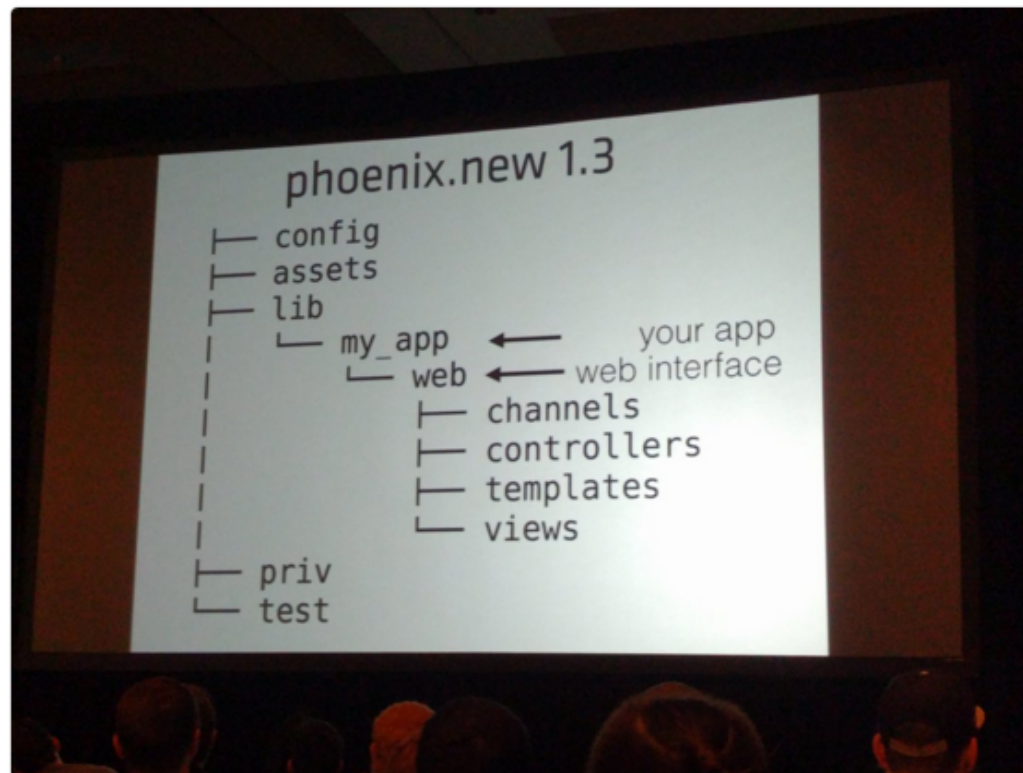 phoenix.new 1.3
├── config
├── assets
├── lib
└── my_app ← your app
└── web ← web interface
├── channels
├── controllers
├── templates
└── views
├── priv
└── test